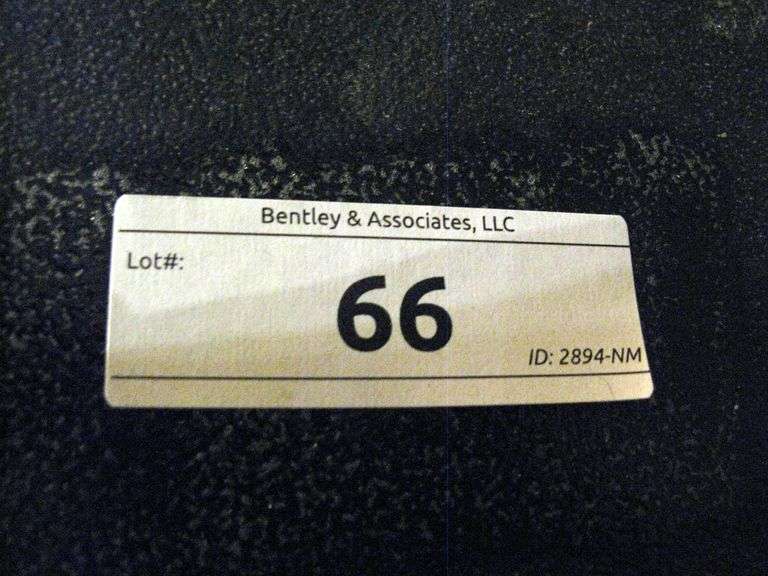 Bentley & Associates, LLC
Lot#:
66
ID: 2894-NM